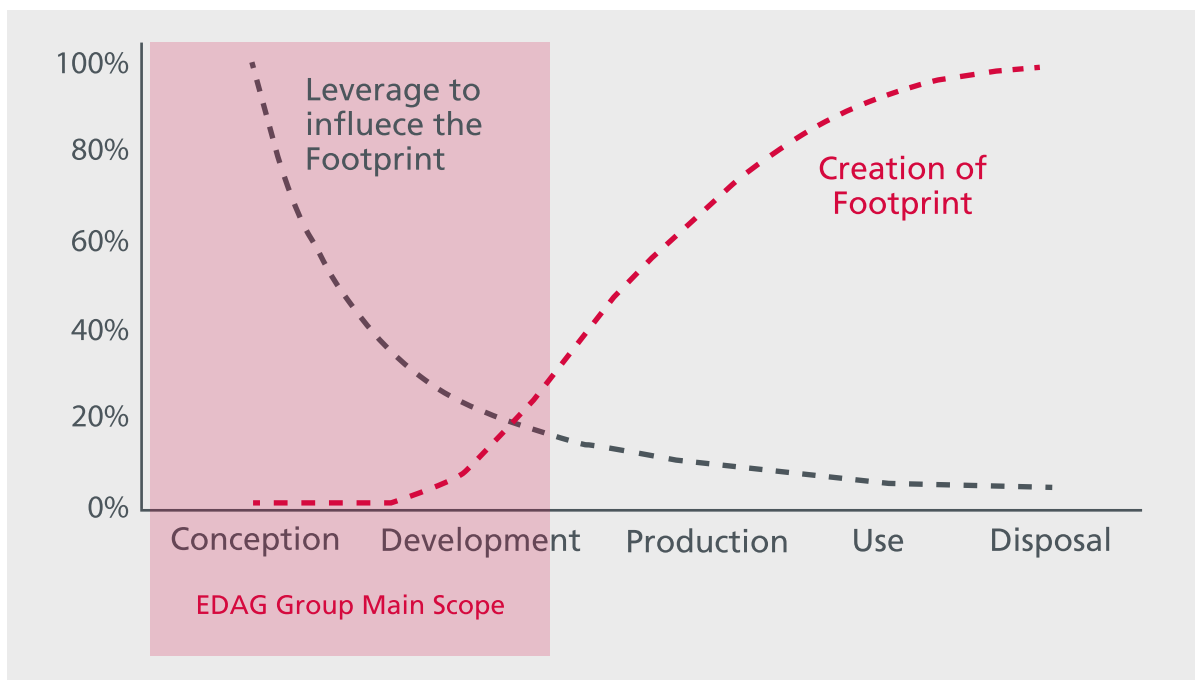 100%
80%
60%
40%
20%
0%
Leverage to
influece the
Footprint
Creation of
Footprint
Conception
Development
Production
Use
Disposal
EDAG Group Main Scope